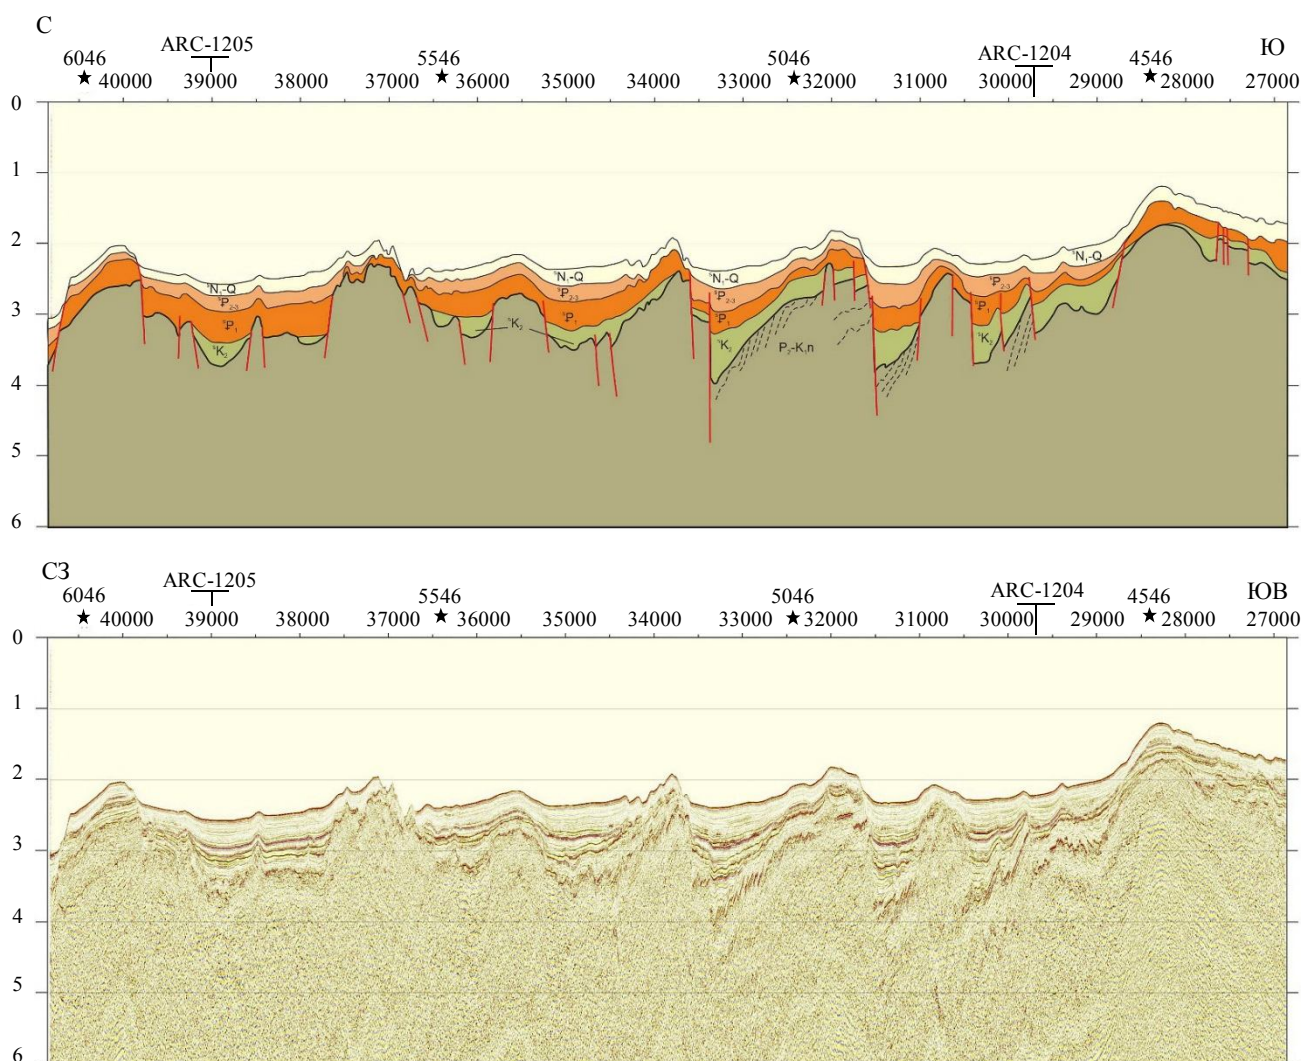 С
Ю
6046 ARC-1205 5546 5046 ARC-1204 4546
★ 40000 39000 38000 37000 ★ 36000 35000 34000 33000 ★ 32000 31000 30000 29000 ★ 28000 27000
0
1
2
3
4
5
6
N₁-Q
P₂₋₃
P₁
K₂
K₂
N₁-Q
P₂₋₃
P₁
N₁-Q
P₂₋₃
P₁
K₂
P₂-K₁n
P₂₋₃
P₁
K₂
N₁-Q
СЗ
ЮВ
6046 ARC-1205 5546 5046 ARC-1204 4546
★ 40000 39000 38000 37000 ★ 36000 35000 34000 33000 ★ 32000 31000 30000 29000 ★ 28000 27000
0
1
2
3
4
5
6